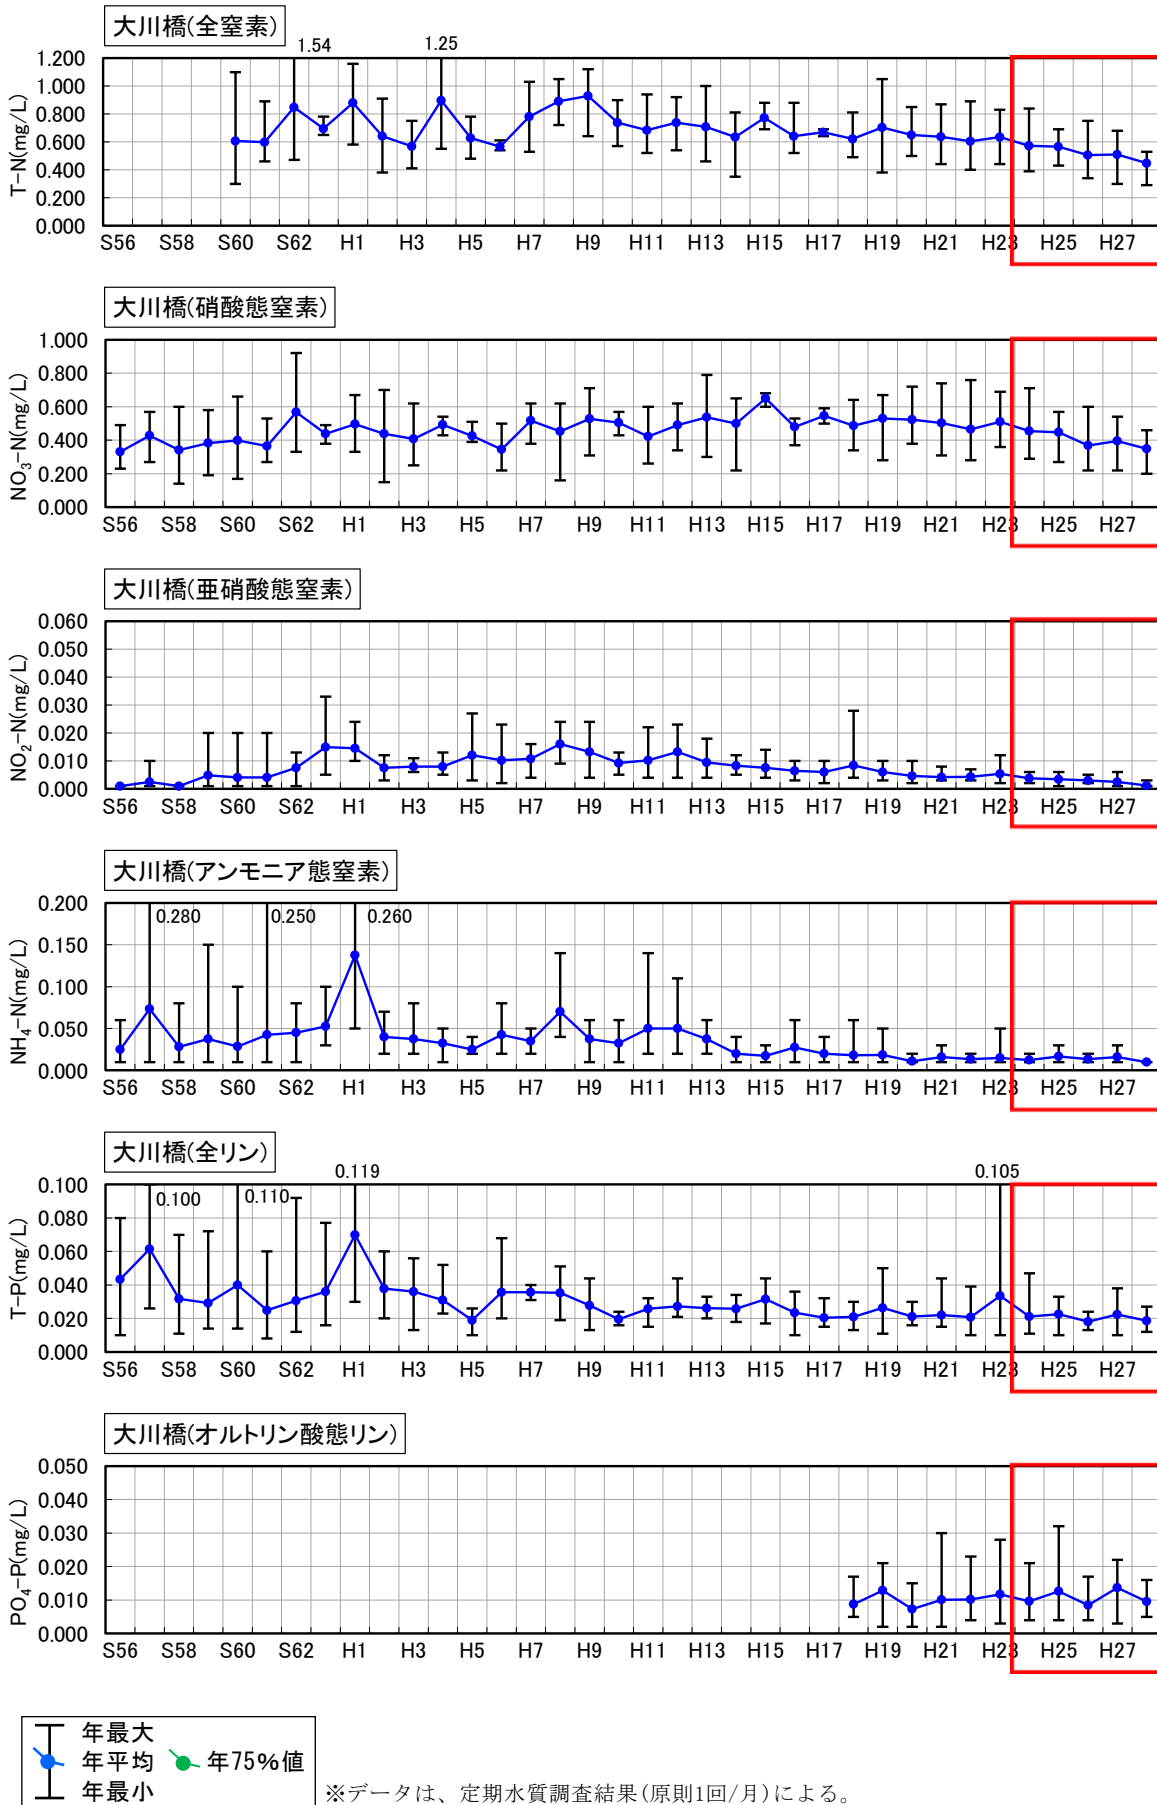 大川橋(全窒素)
1.54
1.25
T-N(mg/L)
1.200
1.000
0.800
0.600
0.400
0.200
0.000
S56 S58 S60 S62 H1 H3 H5 H7 H9 H11 H13 H15 H17 H19 H21 H23 H25 H27
大川橋(硝酸態窒素)
NO₃-N(mg/L)
1.000
0.800
0.600
0.400
0.200
0.000
S56 S58 S60 S62 H1 H3 H5 H7 H9 H11 H13 H15 H17 H19 H21 H23 H25 H27
大川橋(亜硝酸態窒素)
NO₂-N(mg/L)
0.060
0.050
0.040
0.030
0.020
0.010
0.000
S56 S58 S60 S62 H1 H3 H5 H7 H9 H11 H13 H15 H17 H19 H21 H23 H25 H27
大川橋(アンモニア態窒素)
NH₄-N(mg/L)
0.200
0.150
0.100
0.050
0.000
0.280
0.250
0.260
S56 S58 S60 S62 H1 H3 H5 H7 H9 H11 H13 H15 H17 H19 H21 H23 H25 H27
大川橋(全リン)
0.119
0.105
T-P(mg/L)
0.100
0.080
0.060
0.040
0.020
0.000
0.100
0.110
S56 S58 S60 S62 H1 H3 H5 H7 H9 H11 H13 H15 H17 H19 H21 H23 H25 H27
大川橋(オルトリン酸態リン)
PO₄-P(mg/L)
0.050
0.040
0.030
0.020
0.010
0.000
S56 S58 S60 S62 H1 H3 H5 H7 H9 H11 H13 H15 H17 H19 H21 H23 H25 H27
年最大
年平均 年75%値
年最小
※データは、定期水質調査結果(原則1回/月)による。